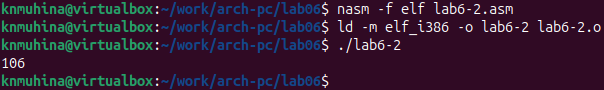 knmuhina@virtualbox:~/work/arch-pc/lab06$ nasm -f elf lab6-2.asm
knmuhina@virtualbox:~/work/arch-pc/lab06$ ld -m elf_i386 -o lab6-2 lab6-2.o
knmuhina@virtualbox:~/work/arch-pc/lab06$ ./lab6-2
106
knmuhina@virtualbox:~/work/arch-pc/lab06$